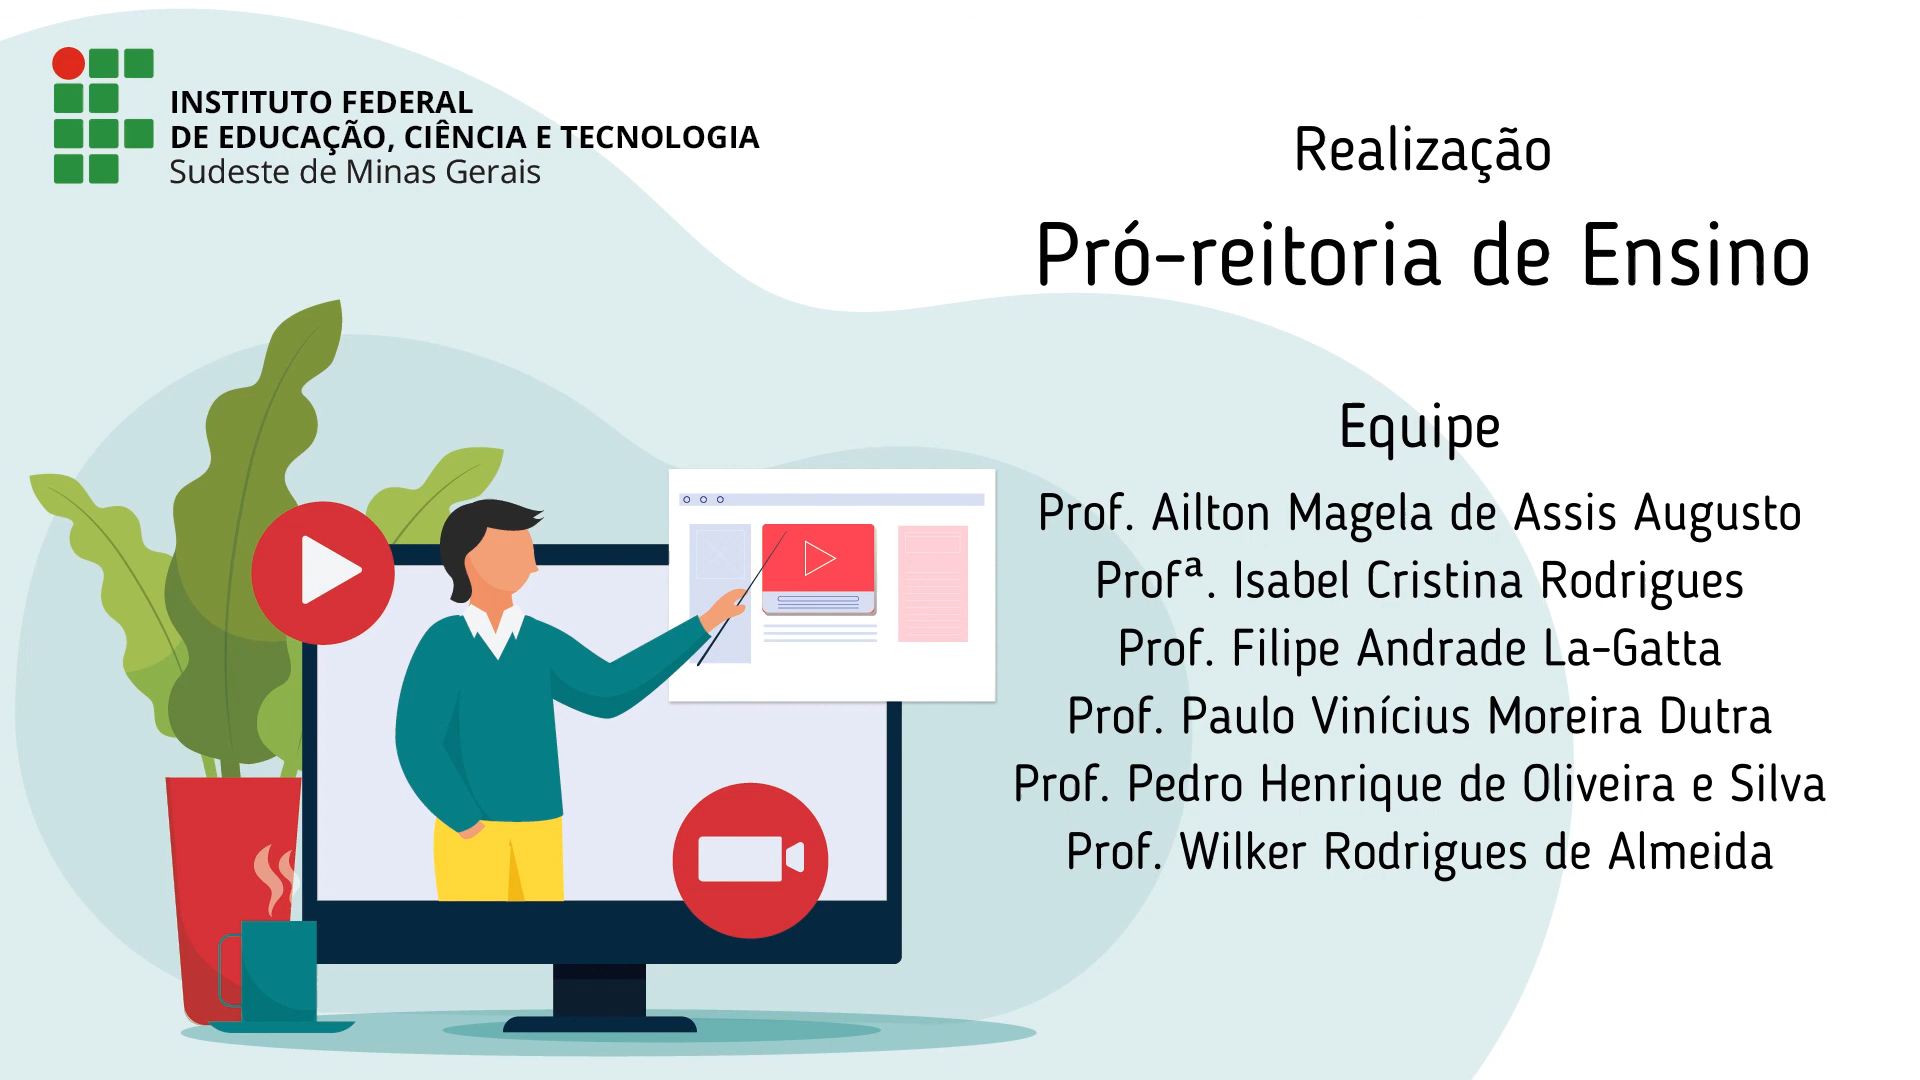 INSTITUTO FEDERAL
DE EDUCAÇÃO, CIÊNCIA E TECNOLOGIA
Sudeste de Minas Gerais
Realização
Pró-reitoria de Ensino
Equipe
Prof. Ailton Magela de Assis Augusto
Profª. Isabel Cristina Rodrigues
Prof. Filipe Andrade La-Gatta
Prof. Paulo Vinícius Moreira Dutra
Prof. Pedro Henrique de Oliveira e Silva
Prof. Wilker Rodrigues de Almeida